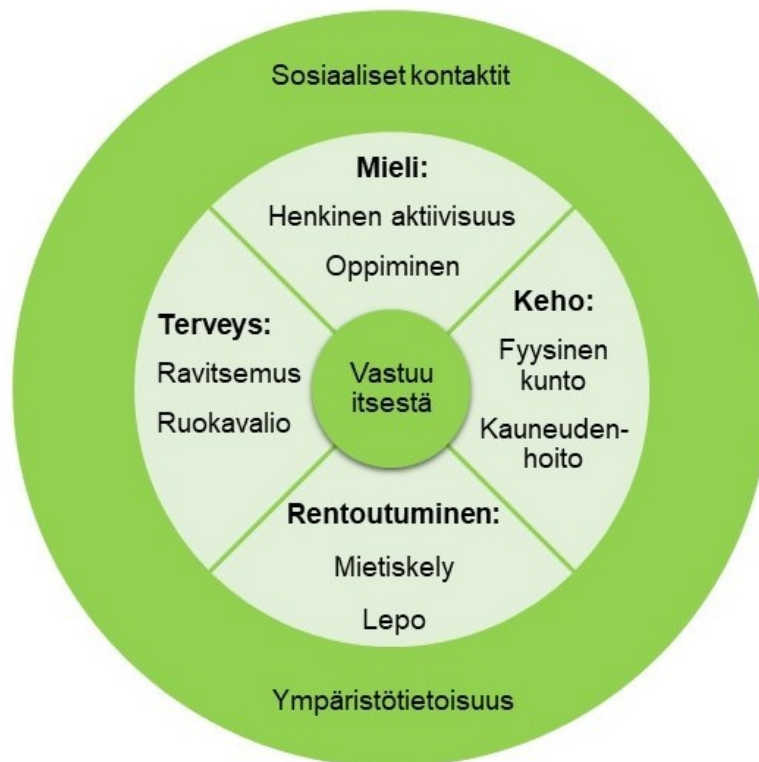 Sosiaaliset kontaktit
Mieli:
Henkinen aktiivisuus
Oppiminen
Terveys:
Ravitsemus
Ruokavalio
Vastuu
itsestä
Keho:
Fyysinen
kunto
Kauneuden-
hoito
Rentoutuminen:
Mietiskely
Lepo
Ympäristötietoisuus